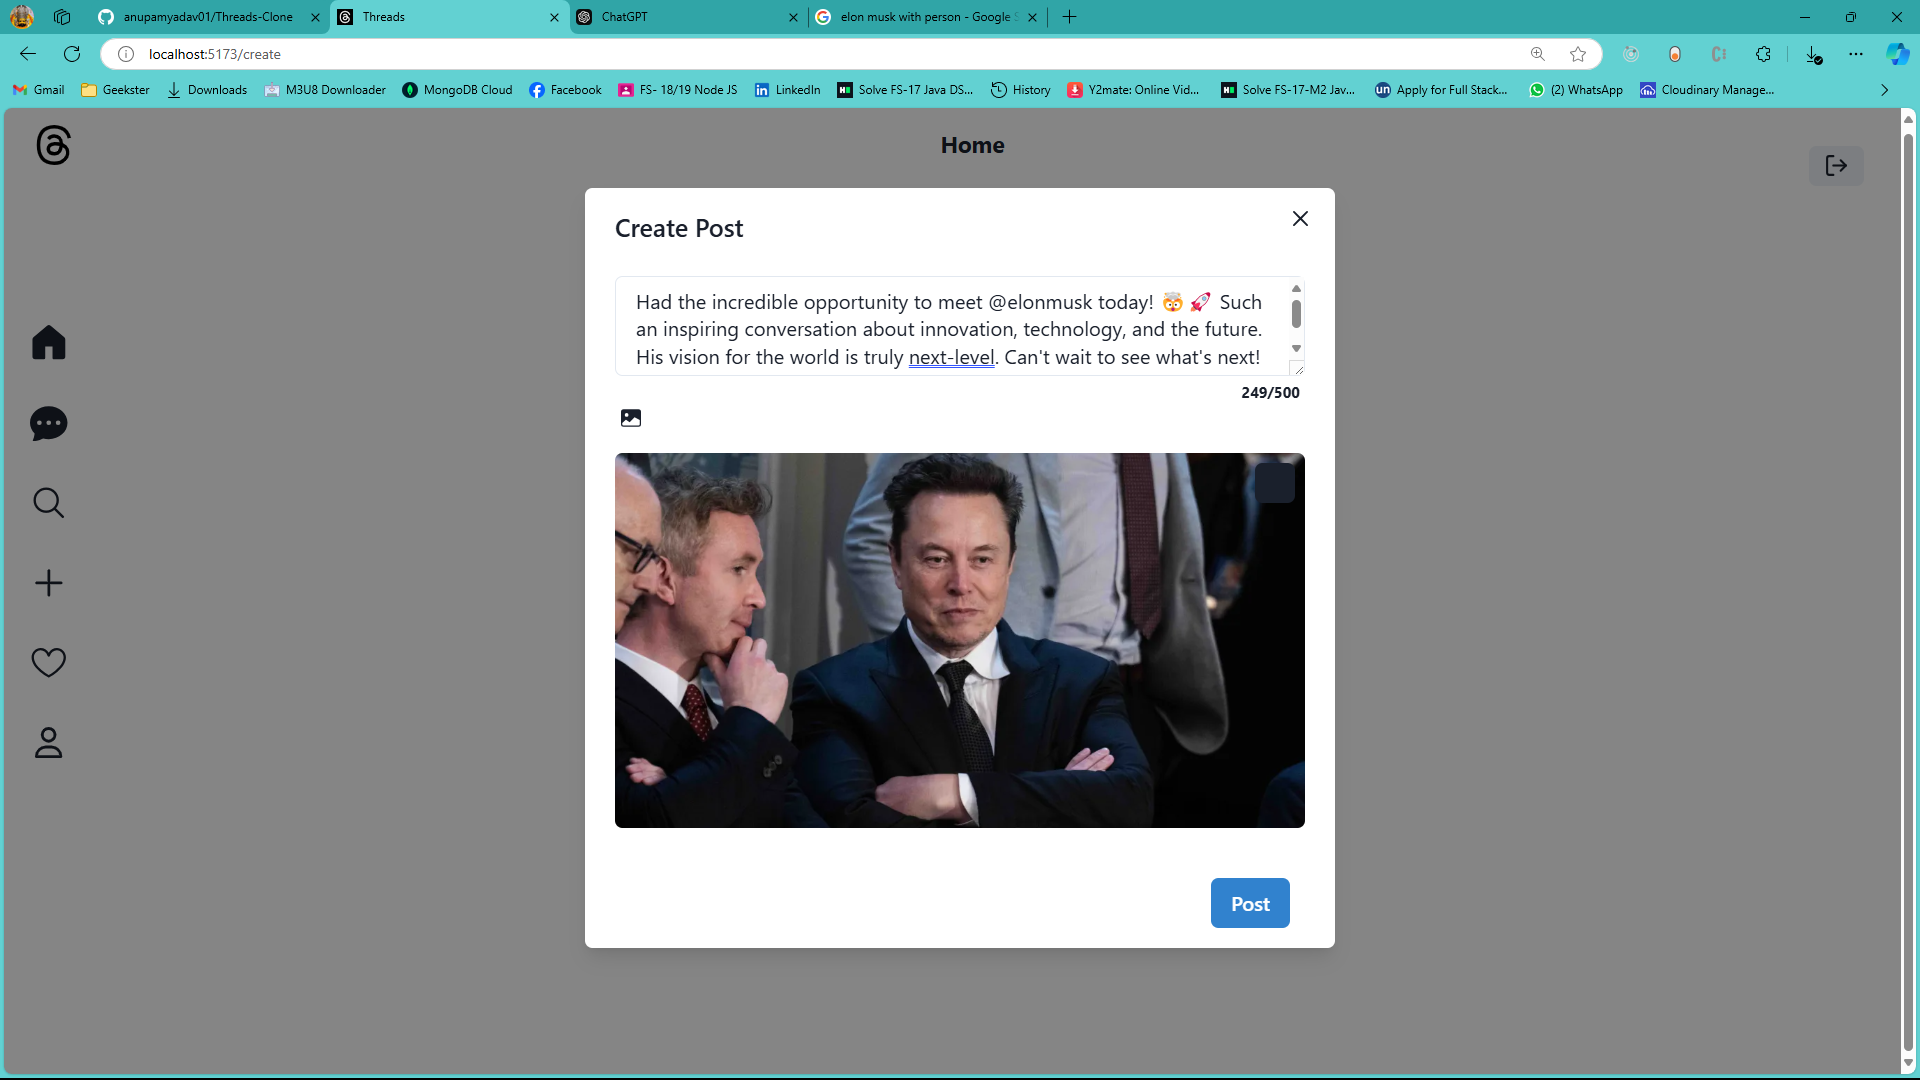 anupamyadav01/Threads-Clone
Threads
ChatGPT
elon musk with person - Google S
localhost:5173/create
Gmail
Geekster
Downloads
M3U8 Downloader
MongoDB Cloud
Facebook
FS- 18/19 Node JS
LinkedIn
Solve FS-17 Java DS...
History
Y2mate: Online Vid...
Solve FS-17-M2 Jav...
Apply for Full Stack...
(2) WhatsApp
Cloudinary Manage...
Home
Create Post
Had the incredible opportunity to meet @elonmusk today! 🤯 🚀 Such
an inspiring conversation about innovation, technology, and the future.
His vision for the world is truly next-level. Can't wait to see what's next!
249/500
Post